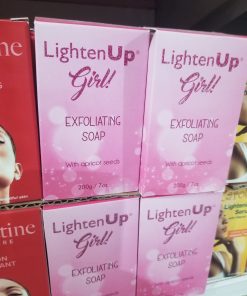 LightenUp®
Girl!
EXFOLIATING
SOAP
With apricot seeds
200g / 7oz
LightenUp®
Girl!
EXFOLIATING
SOAP
With apricot seeds
200g / 7oz
tine
LightenUp®
Girl!
EXFOLIATING
SOAP
LightenUp
Girl!
EXFOLIATING
SOAP